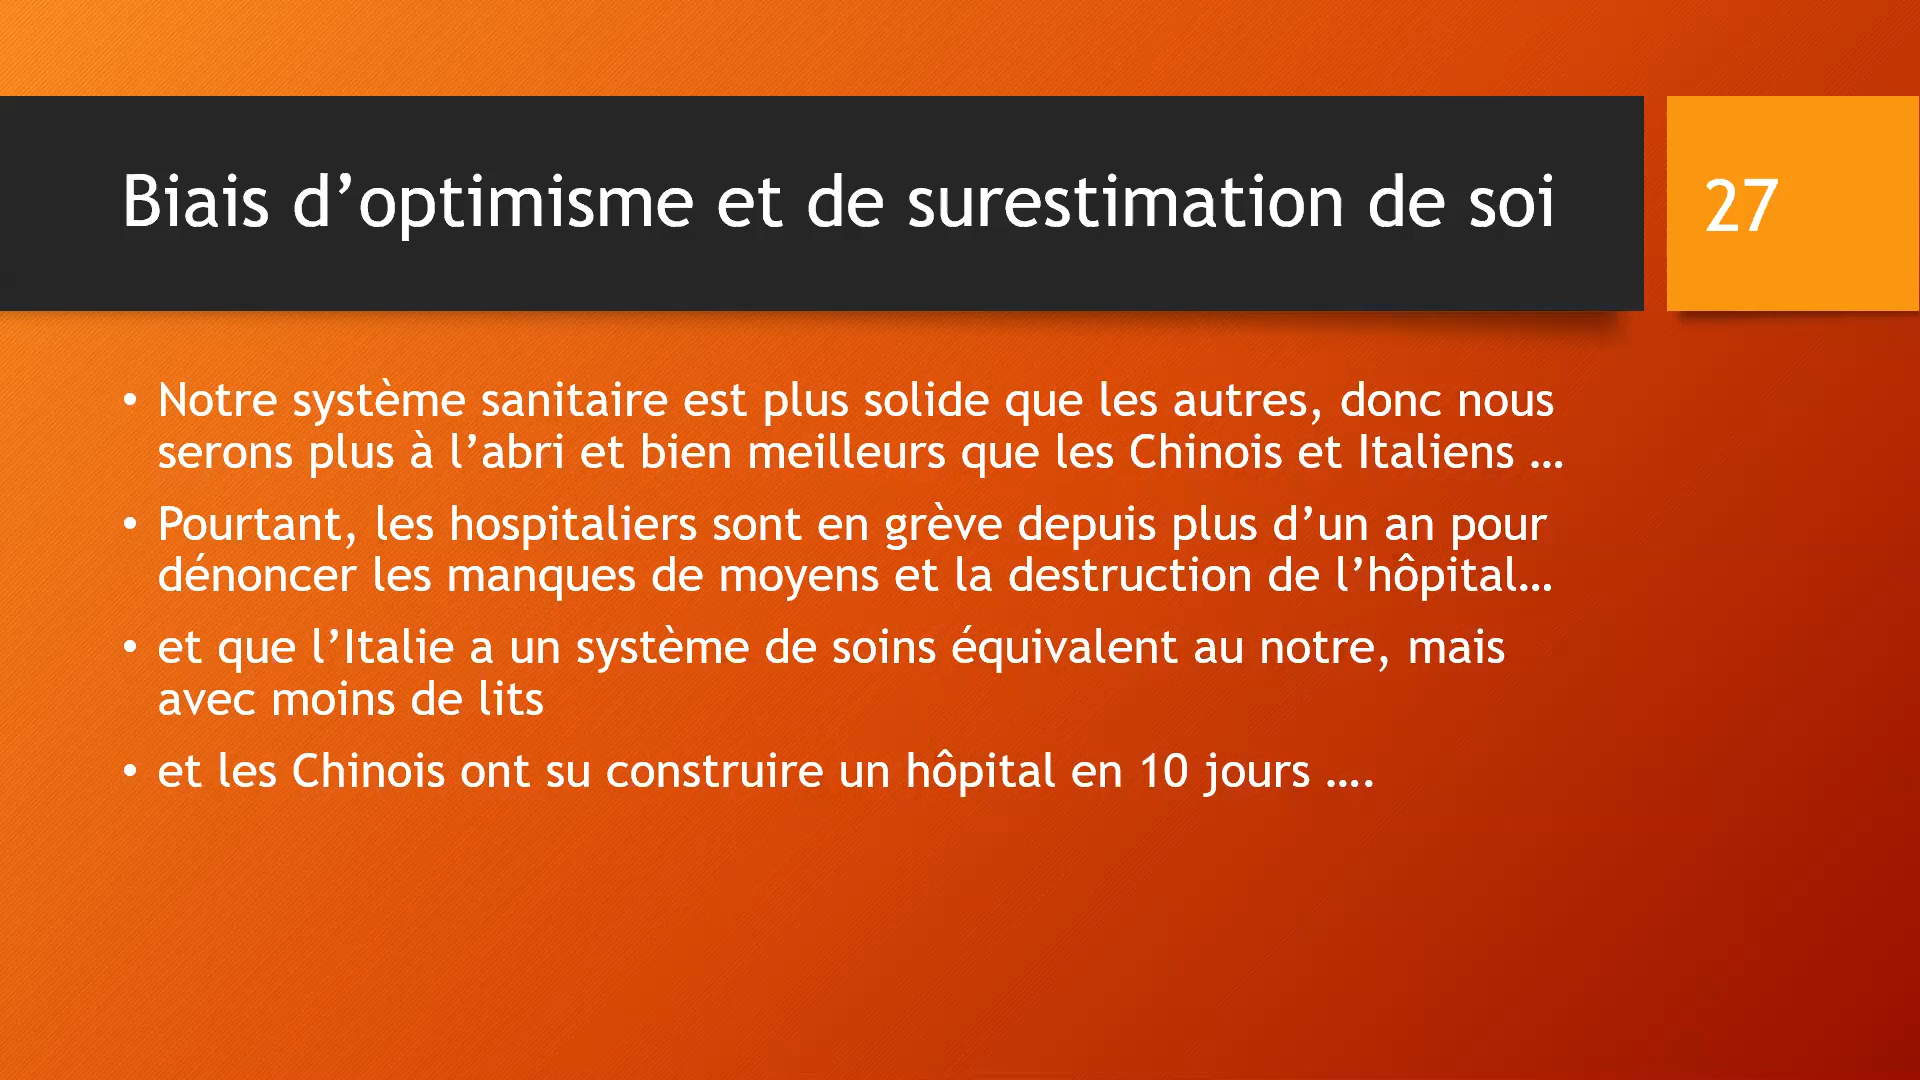 Biais d’optimisme et de surestimation de soi
27
• Notre système sanitaire est plus solide que les autres, donc nous
serons plus à l’abri et bien meilleurs que les Chinois et Italiens …
• Pourtant, les hospitaliers sont en grève depuis plus d’un an pour
dénoncer les manques de moyens et la destruction de l’hôpital…
• et que l’Italie a un système de soins équivalent au notre, mais
avec moins de lits
• et les Chinois ont su construire un hôpital en 10 jours ….